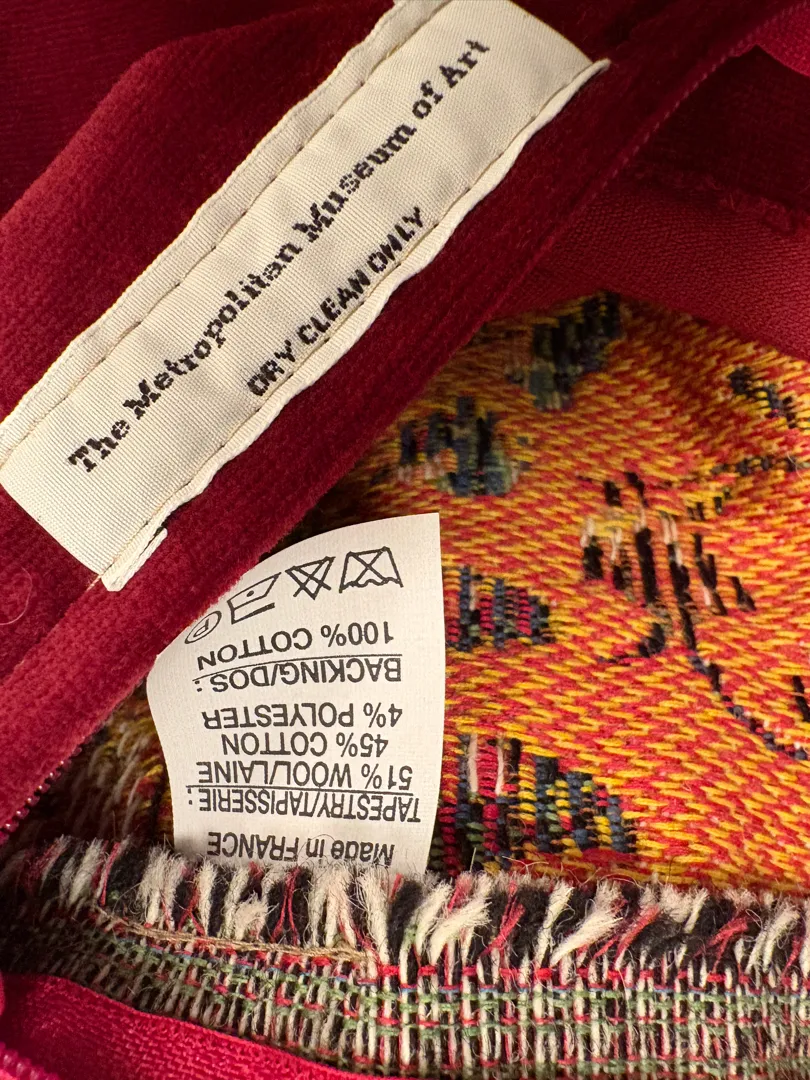 The Metropolitan Museum of Art
DRY CLEAN ONLY
Made in FRANCE
TAPESTRY/TAPISSERIE:
51% WOOL/LAINE
45% COTTON
4% POLYESTER
BACKING/DOS:
100% COTTON
P